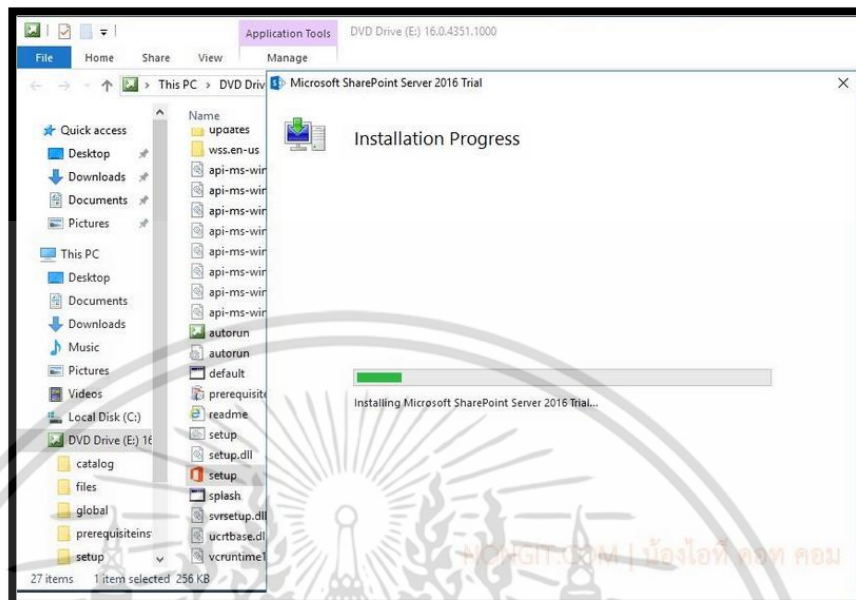 Application Tools
DVD Drive (E:) 16.0.4351.1000
File
Home
Share
View
Manage
This PC
DVD Driv
Quick access
Desktop
Downloads
Documents
Pictures
This PC
Desktop
Documents
Downloads
Music
Pictures
Videos
Local Disk (C:)
DVD Drive (E:) 16
catalog
files
global
prerequisiteins
setup
Name
updates
wss.en-us
api-ms-wir
api-ms-wir
api-ms-wir
api-ms-wir
api-ms-wir
api-ms-wir
api-ms-wir
api-ms-wir
autorun
autorun
default
prerequisite
readme
setup
setup.dll
setup
splash
svrsetup.dll
ucrtbase.dl
vcruntime1
27 items
1 item selected 256 KB
Microsoft SharePoint Server 2016 Trial
Installation Progress
Installing Microsoft SharePoint Server 2016 Trial...
NONGIT.COM | น้องไอที ดอท คอม